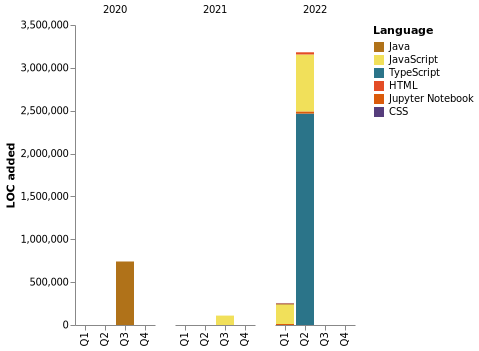 2020 2021 2022
Language
Java
JavaScript
TypeScript
HTML
Jupyter Notebook
CSS
LOC added
3,500,000
3,000,000
2,500,000
2,000,000
1,500,000
1,000,000
500,000
0
Q1 Q2 Q3 Q4 Q1 Q2 Q3 Q4 Q1 Q2 Q3 Q4